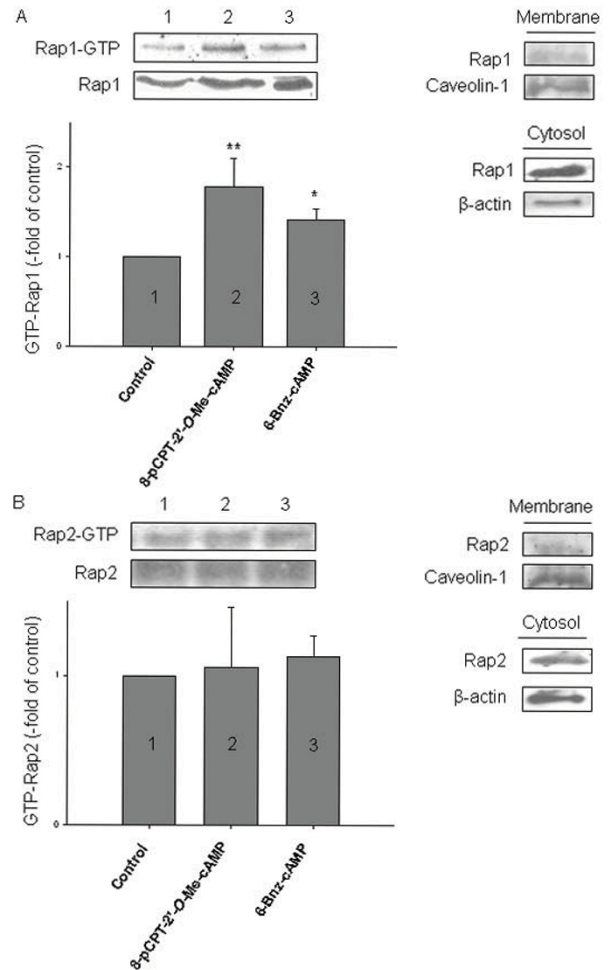 A
1 2 3
Rap1-GTP
Rap1
GTP-Rap1 (-fold of control)
2
1
0
**
*
1 2 3
Control
8-pCPT-2'-O-Me-cAMP
6-Bnz-cAMP
Membrane
Rap1
Caveolin-1
Cytosol
Rap1
β-actin
B
1 2 3
Rap2-GTP
Rap2
GTP-Rap2 (-fold of control)
1
0
1 2 3
Control
8-pCPT-2'-O-Me-cAMP
6-Bnz-cAMP
Membrane
Rap2
Caveolin-1
Cytosol
Rap2
β-actin